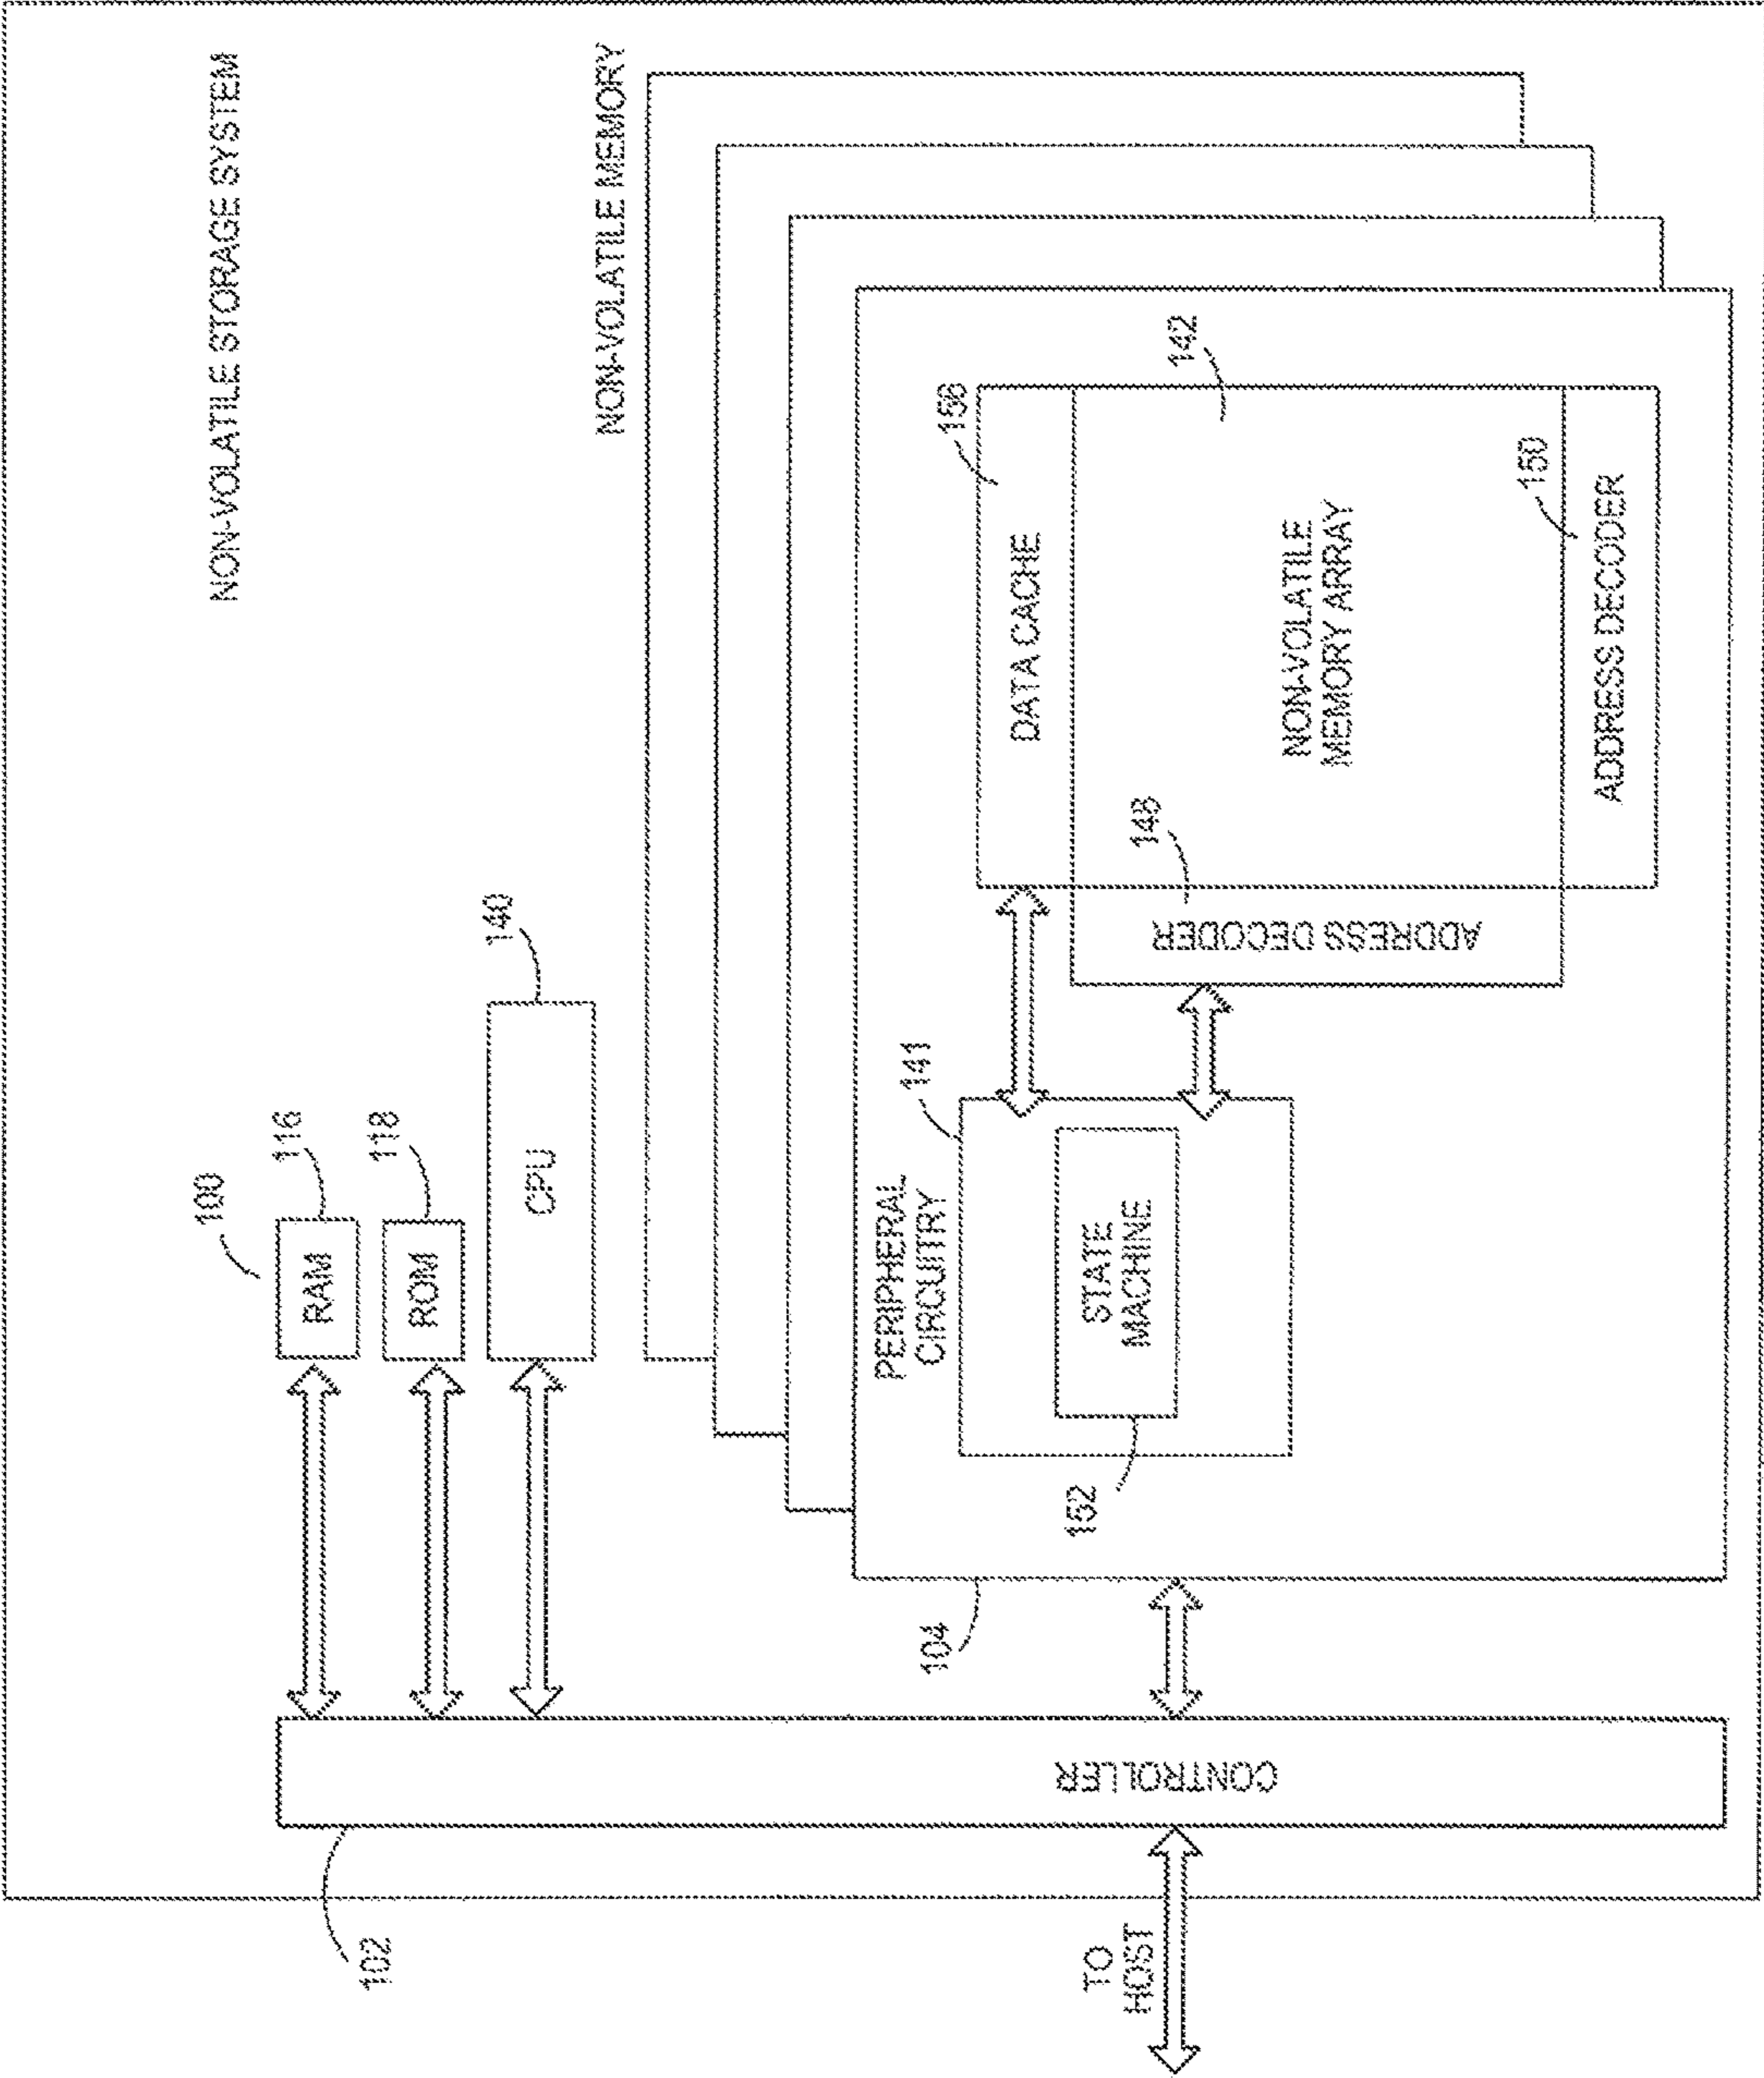 NON-VOLATILE STORAGE SYSTEM
100
116
RAM
118
ROM
140
CPU
102
CONTROLLER
TO
HOST
NON-VOLATILE MEMORY
104
PERIPHERAL
CIRCUITRY
141
STATE
MACHINE
152
156
DATA CACHE
142
NON-VOLATILE
MEMORY ARRAY
148
ADDRESS DECODER
150
ADDRESS DECODER